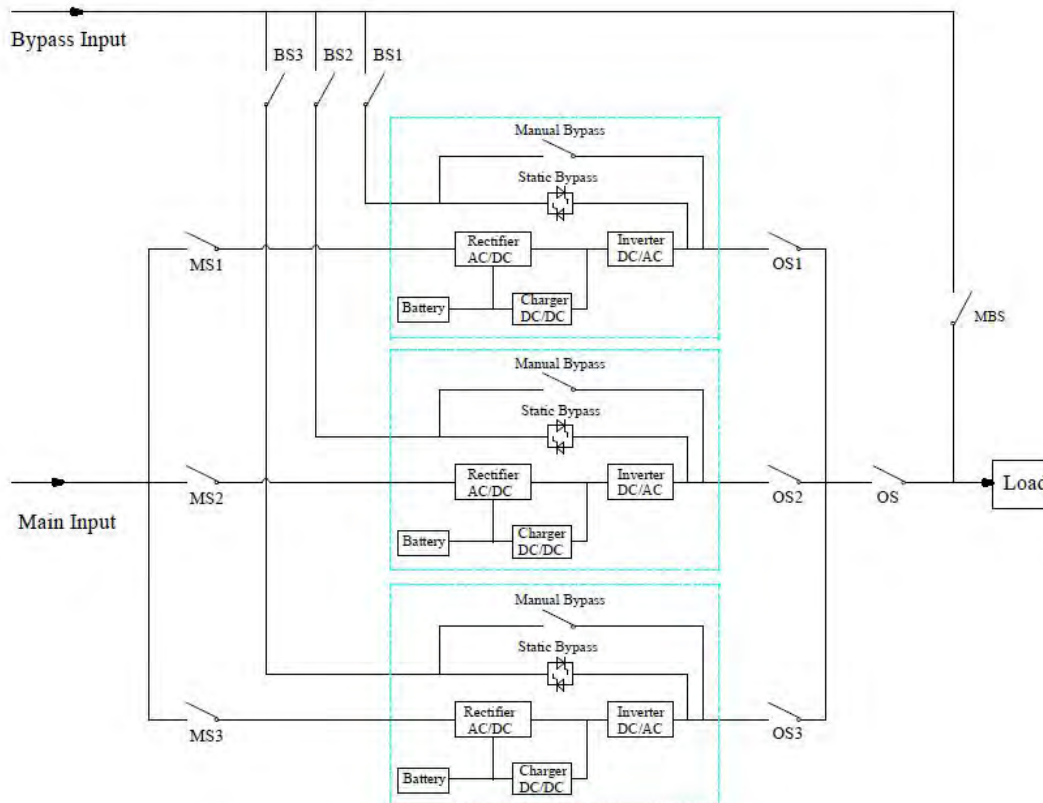 Bypass Input
BS3
BS2
BS1
Manual Bypass
Static Bypass
MS1
Rectifier
AC/DC
Inverter
DC/AC
OS1
Battery
Charger
DC/DC
MBS
Manual Bypass
Static Bypass
Main Input
MS2
Rectifier
AC/DC
Inverter
DC/AC
OS2
OS
Load
Battery
Charger
DC/DC
Manual Bypass
Static Bypass
MS3
Rectifier
AC/DC
Inverter
DC/AC
OS3
Battery
Charger
DC/DC